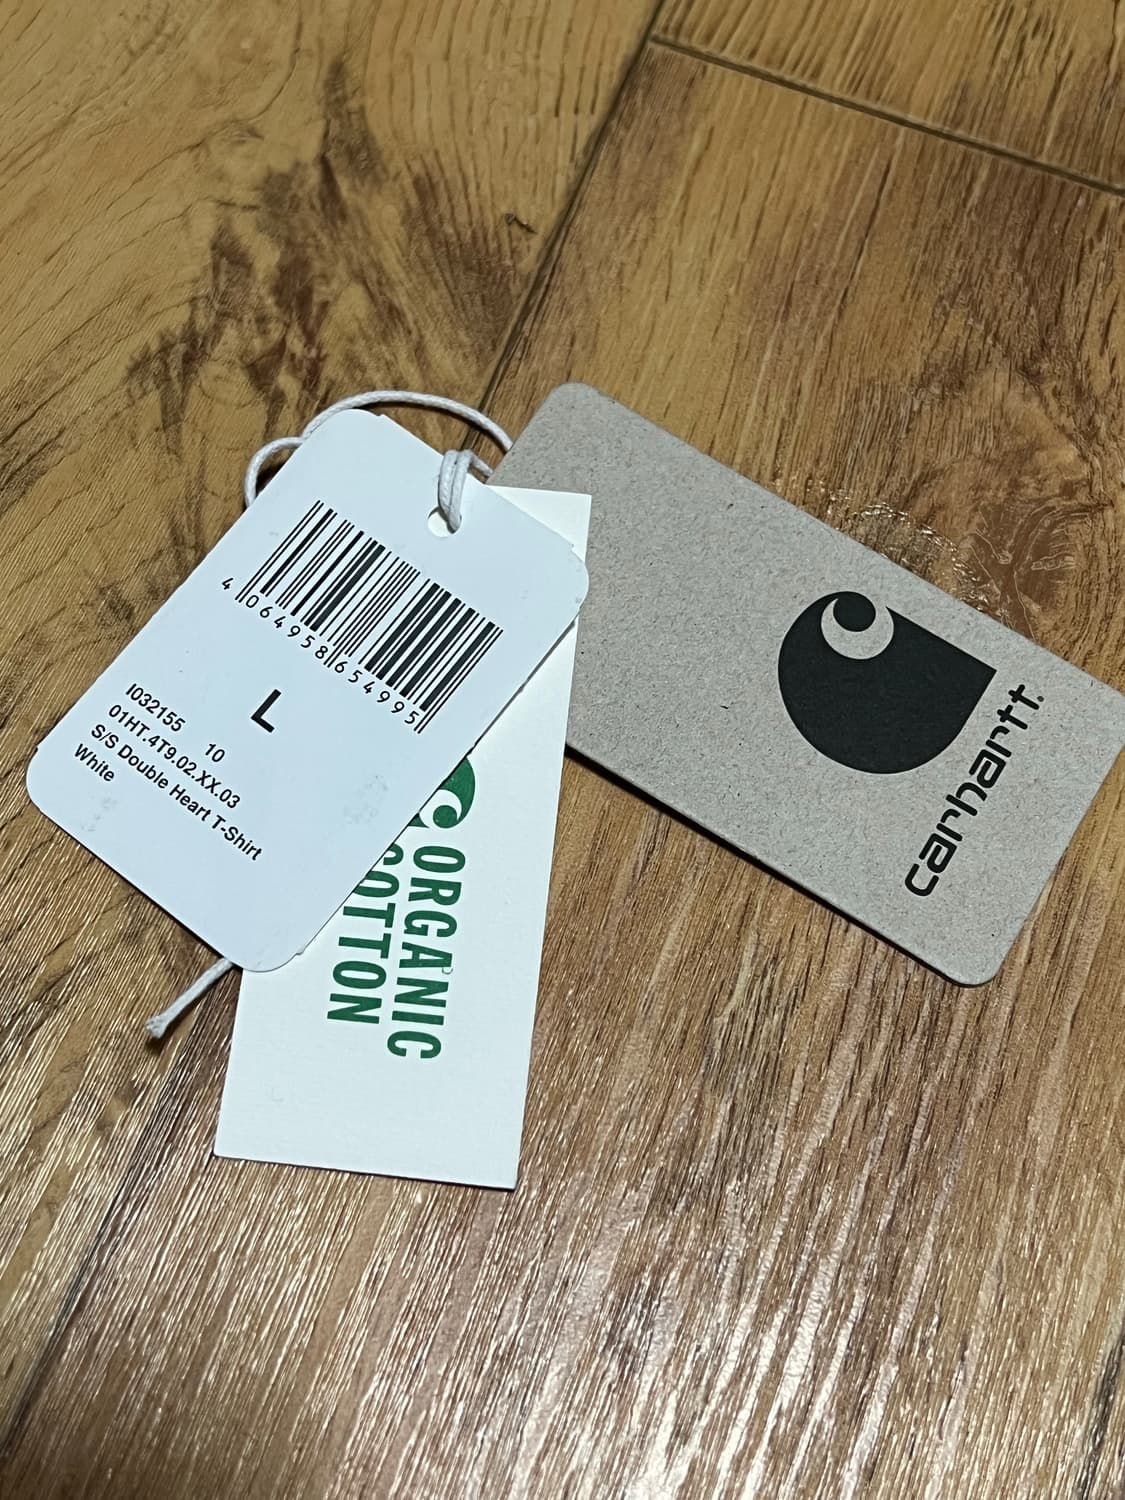 4 064958 654995
L
I032155 10
01HT.4T9.02.XX.03
S/S Double Heart T-Shirt
White
ORGANIC
COTTON
carhartt